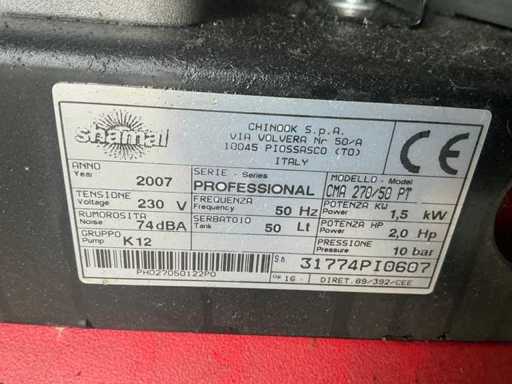 shamal
CHINOOK S.p.A.
VIA VOLVERA Nr 50/A
10045 PIOSSASCO (TO)
ITALY
CE
ANNO
Year 2007
SERIE - Series
PROFESSIONAL
MODELLO - Model
CMA 270/50 PT
TENSIONE
Voltage 230 V
FREQUENZA
Frequency 50 Hz
POTENZA KW
Power 1,5 kW
RUMOROSITA
Noise 74 dBA
SERBATOIO
Tank 50 Lt
POTENZA HP
Power 2,0 Hp
GRUPPO
Pump K12
PRESSIONE
Pressure 10 bar
PH027050122PO
S.n. 31774PI0607
16
DIRET. 89/392/CEE